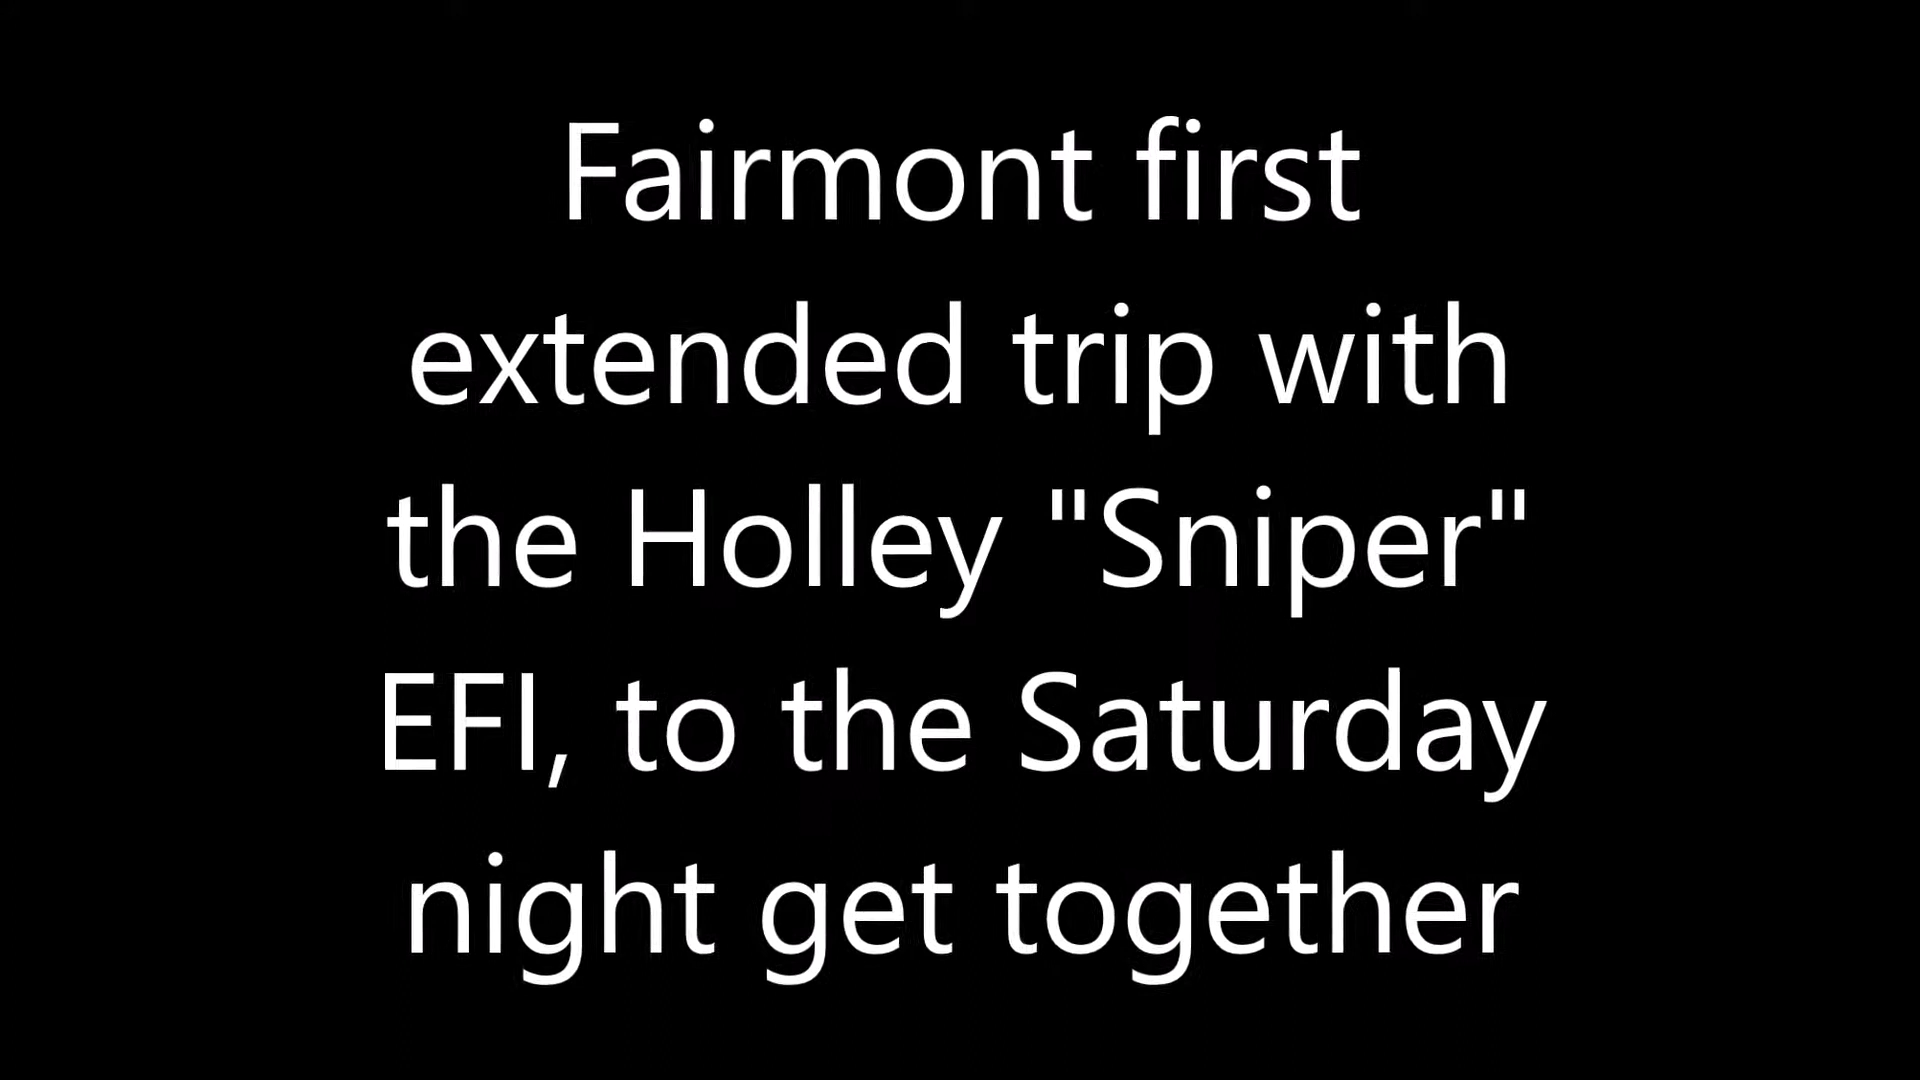 Fairmont first
extended trip with
the Holley "Sniper"
EFI, to the Saturday
night get together